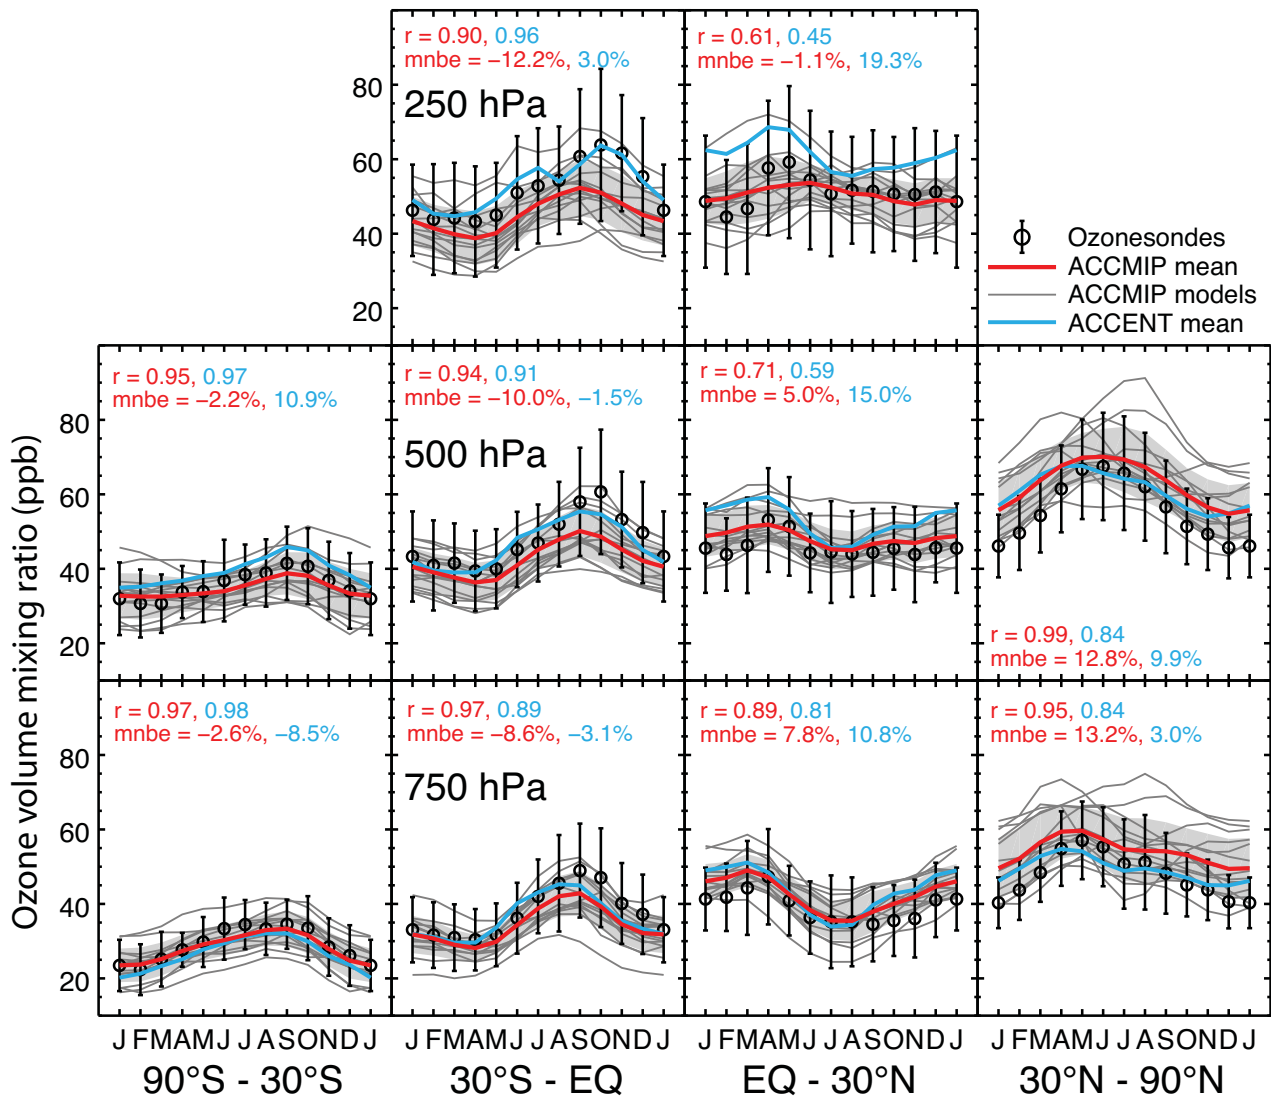 r = 0.90, 0.96
mnbe = −12.2%, 3.0%
250 hPa
r = 0.61, 0.45
mnbe = −1.1%, 19.3%
80
60
40
20
Ozonesondes
ACCMIP mean
ACCMIP models
ACCENT mean
Ozone volume mixing ratio (ppb)
r = 0.95, 0.97
mnbe = −2.2%, 10.9%
r = 0.94, 0.91
mnbe = −10.0%, −1.5%
500 hPa
r = 0.71, 0.59
mnbe = 5.0%, 15.0%
r = 0.99, 0.84
mnbe = 12.8%, 9.9%
80
60
40
20
r = 0.97, 0.98
mnbe = −2.6%, −8.5%
r = 0.97, 0.89
mnbe = −8.6%, −3.1%
750 hPa
r = 0.89, 0.81
mnbe = 7.8%, 10.8%
r = 0.95, 0.84
mnbe = 13.2%, 3.0%
80
60
40
20
J FMAMJ J ASOND J
J FMAMJ J ASOND J
J FMAMJ J ASOND J
J FMAMJ J ASOND J
90°S - 30°S
30°S - EQ
EQ - 30°N
30°N - 90°N